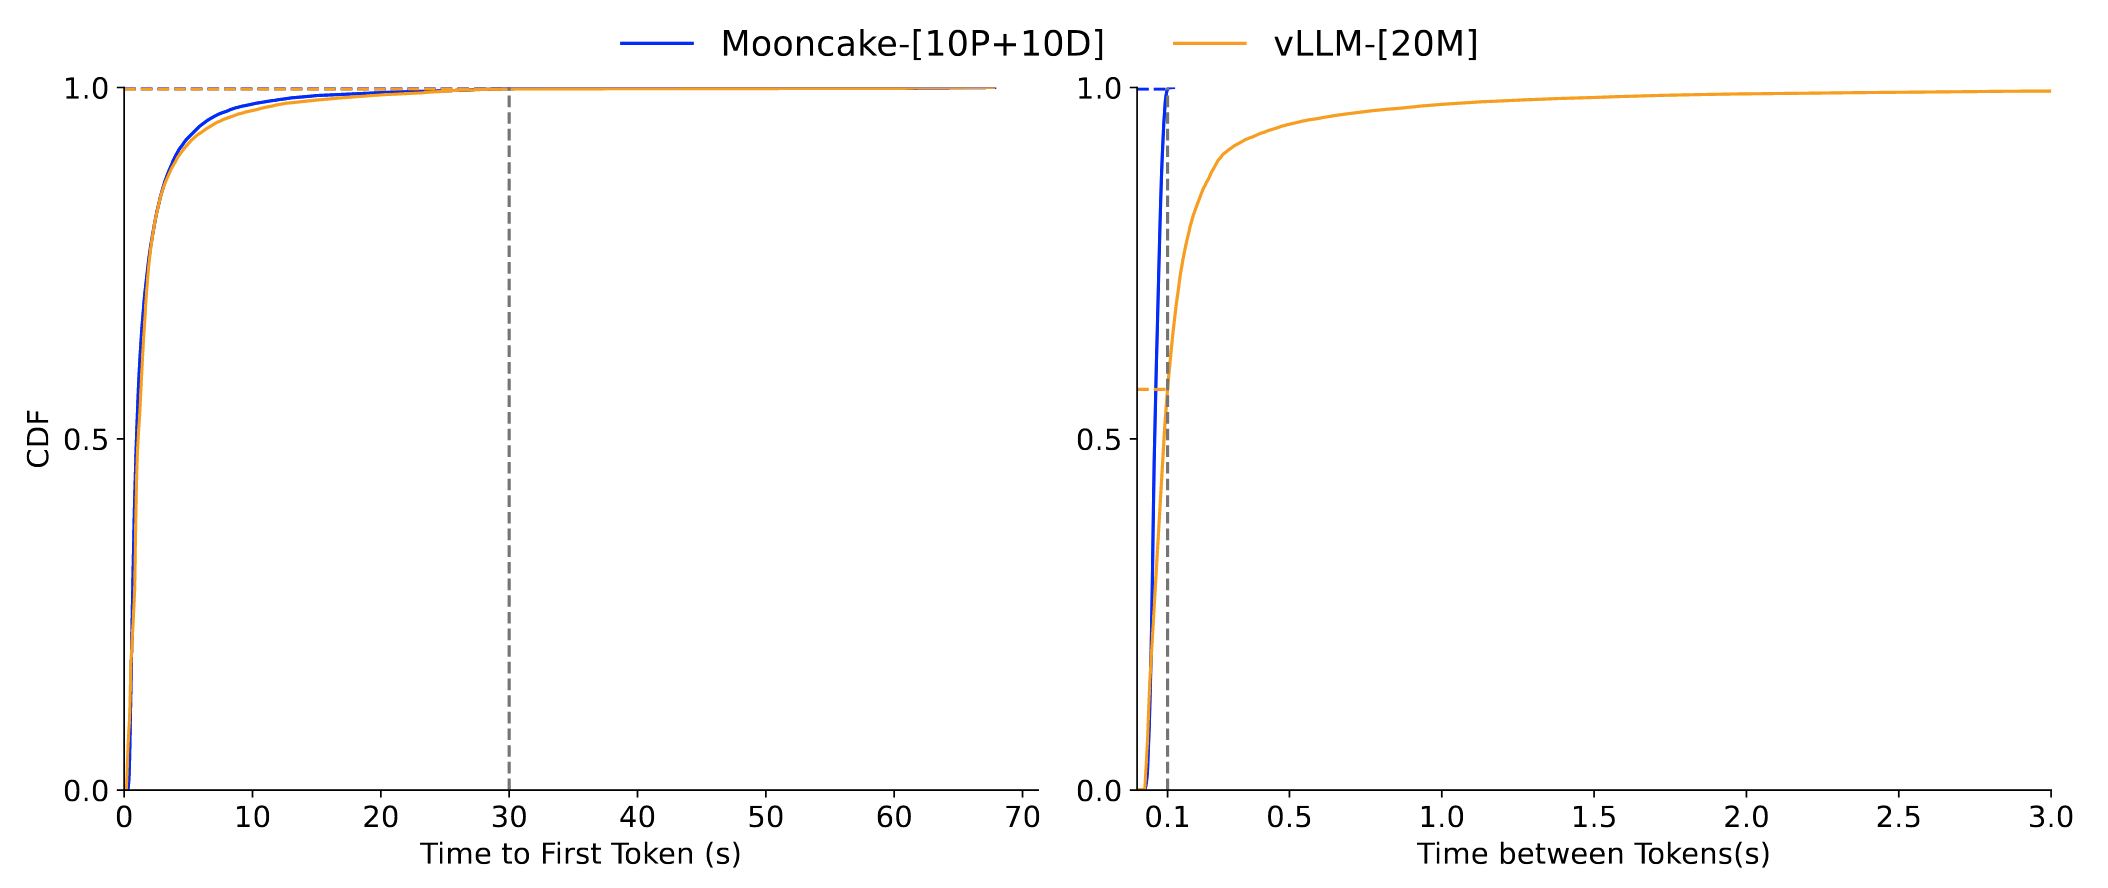 Mooncake-[10P+10D] vLLM-[20M]
CDF
1.0
0.5
0.0
0 10 20 30 40 50 60 70
Time to First Token (s)
1.0
0.5
0.0
0.1 0.5 1.0 1.5 2.0 2.5 3.0
Time between Tokens(s)